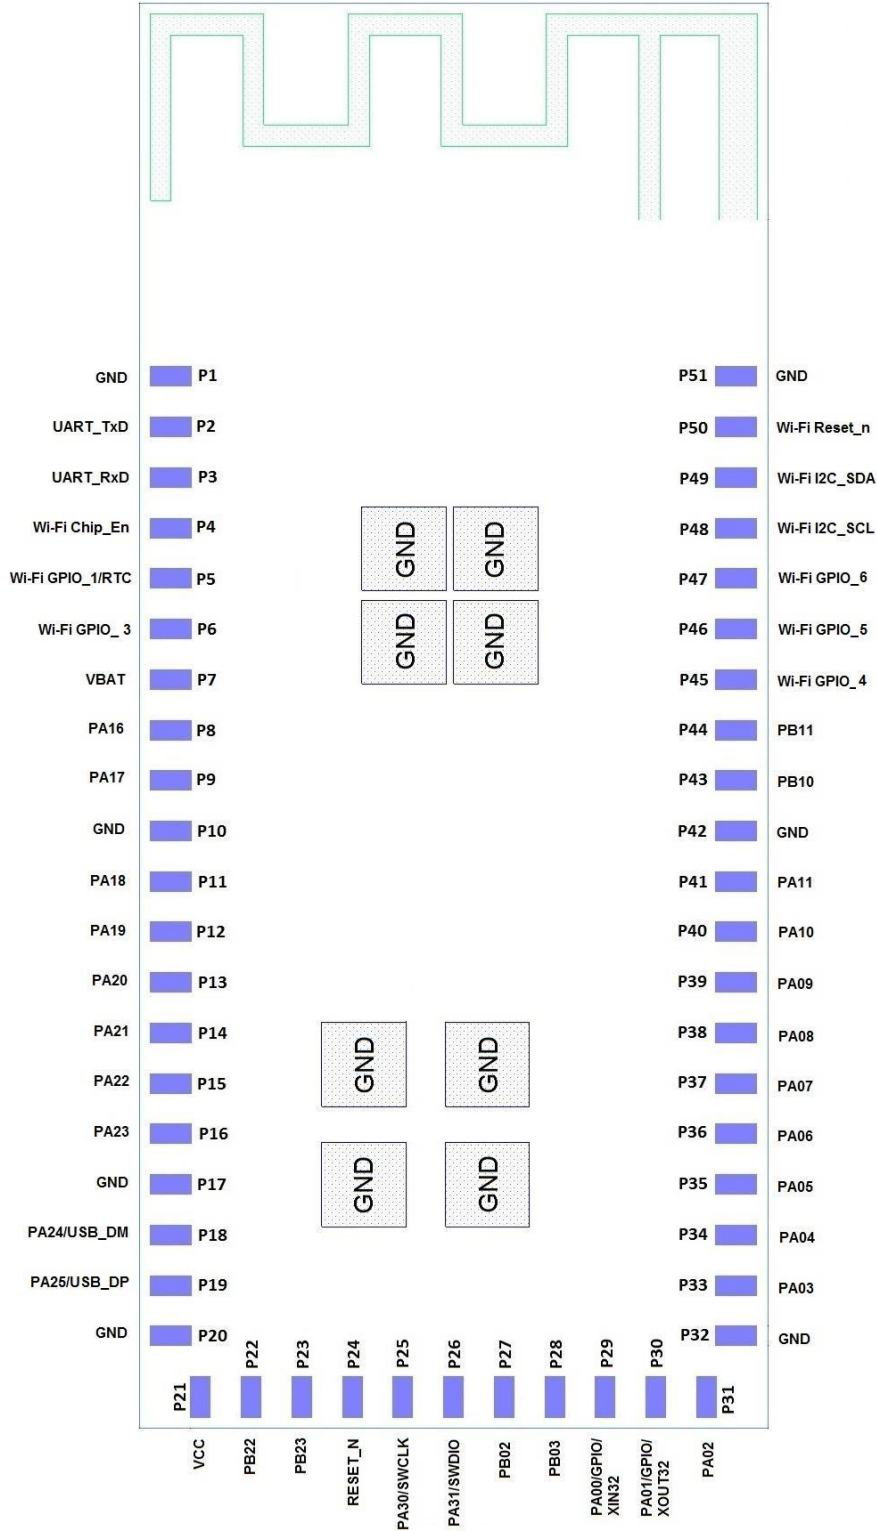 GND P1 P51 GND
UART_TxD P2 P50 Wi-Fi Reset_n
UART_RxD P3 P49 Wi-Fi I2C_SDA
Wi-Fi Chip_En P4 GND GND P48 Wi-Fi I2C_SCL
Wi-Fi GPIO_1/RTC P5 P47 Wi-Fi GPIO_6
Wi-Fi GPIO_ 3 P6 GND GND P46 Wi-Fi GPIO_5
VBAT P7 P45 Wi-Fi GPIO_4
PA16 P8 P44 PB11
PA17 P9 P43 PB10
GND P10 P42 GND
PA18 P11 P41 PA11
PA19 P12 P40 PA10
PA20 P13 P39 PA09
PA21 P14 GND GND P38 PA08
PA22 P15 P37 PA07
PA23 P16 P36 PA06
GND P17 GND GND P35 PA05
PA24/USB_DM P18 P34 PA04
PA25/USB_DP P19 P33 PA03
GND P20 P32 GND
P21 P22 P23 P24 P25 P26 P27 P28 P29 P30 P31
VCC
PB22
PB23
RESET_N
PA30/SWCLK
PA31/SWDIO
PB02
PB03
PA00/GPIO/
XIN32
PA01/GPIO/
XOUT32
PA02